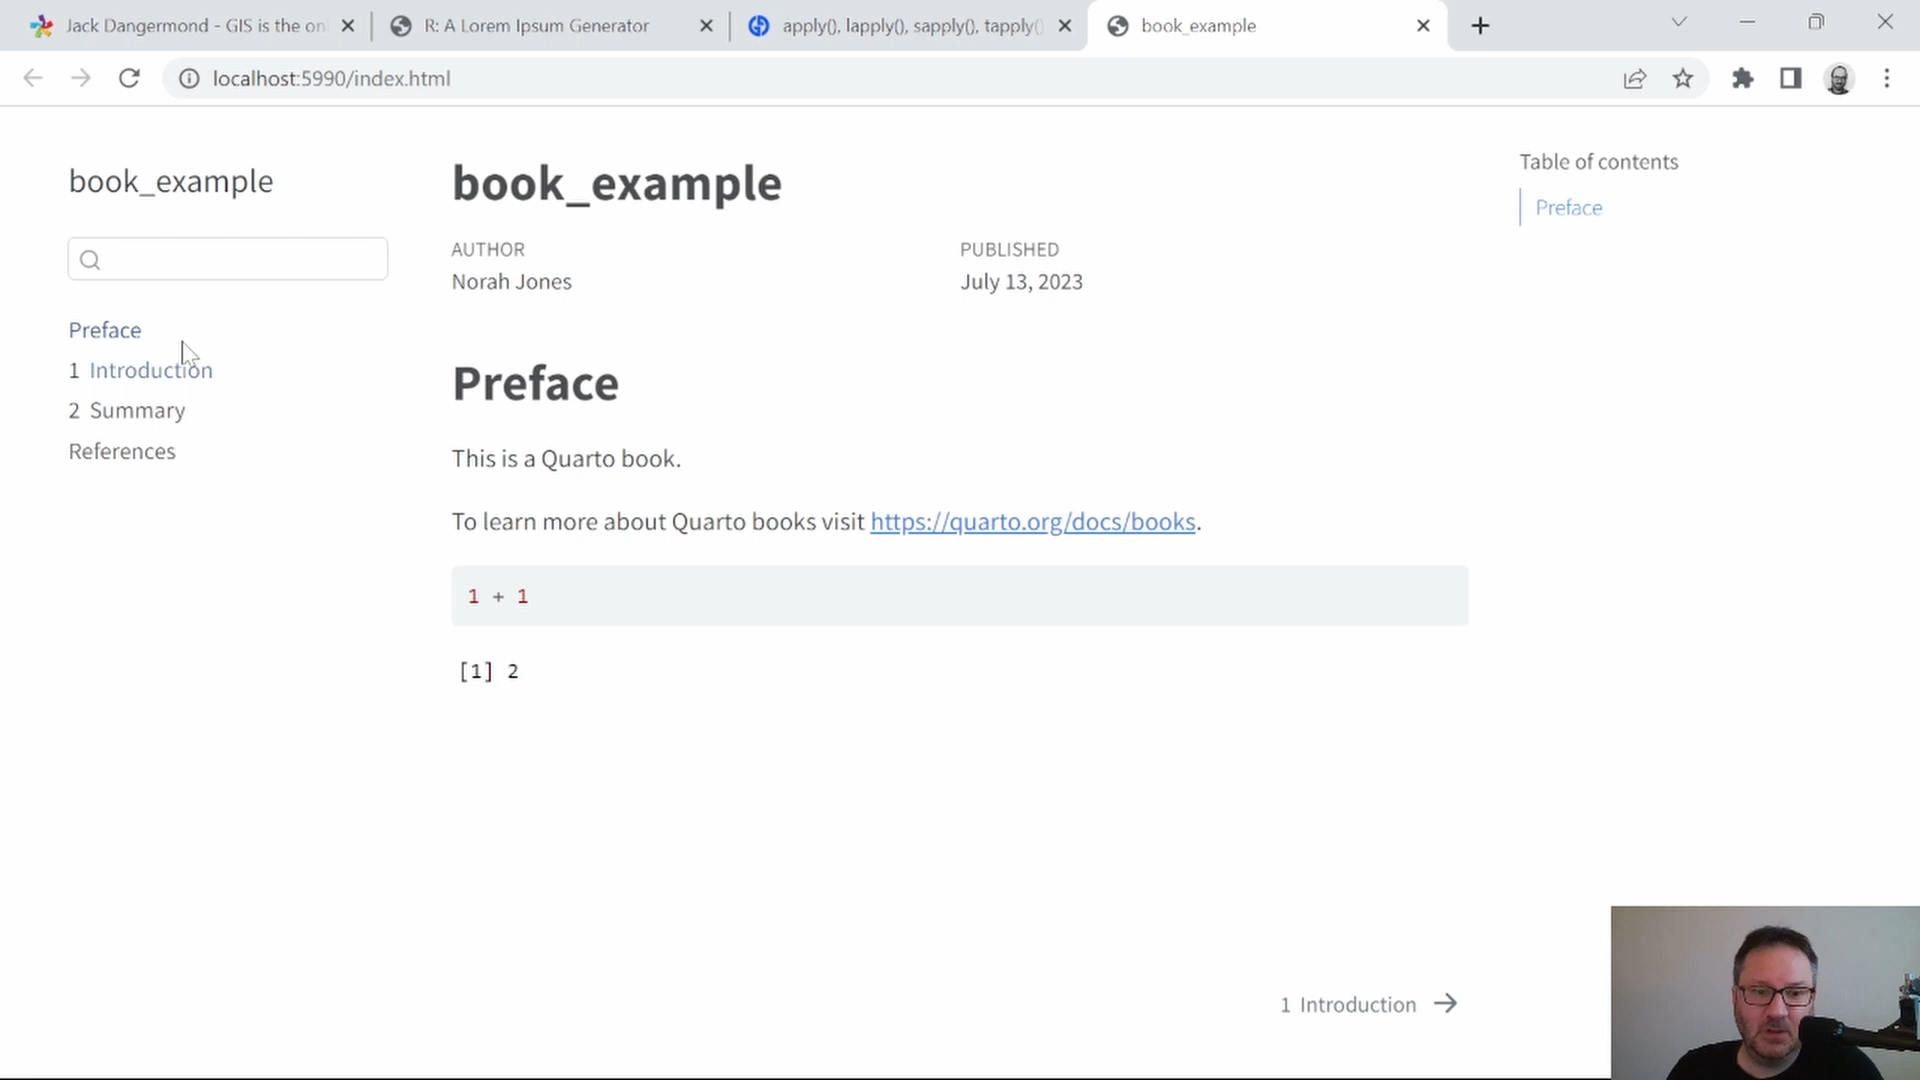 Jack Dangermond - GIS is the on
R: A Lorem Ipsum Generator
apply(), lapply(), sapply(), tapply()
book_example
localhost:5990/index.html
book_example
Preface
1 Introduction
2 Summary
References
book_example
AUTHOR
Norah Jones
PUBLISHED
July 13, 2023
Preface
This is a Quarto book.
To learn more about Quarto books visit https://quarto.org/docs/books.
1 + 1
[1] 2
1 Introduction →
Table of contents
Preface